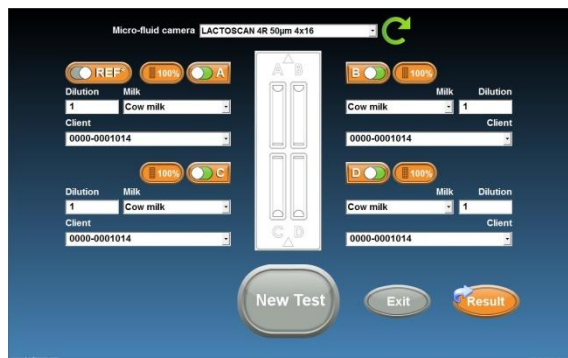 Micro-fluid camera LACTOSCAN 4R 50µm 4x16
REF* 100% A
A B
B 100%
Dilution Milk
Milk Dilution
1 Cow milk
Cow milk 1
Client
Client
0000-0001014
0000-0001014
100% C
D 100%
Dilution Milk
Milk Dilution
1 Cow milk
Cow milk 1
Client
C D
Client
0000-0001014
0000-0001014
New Test
Exit
Result